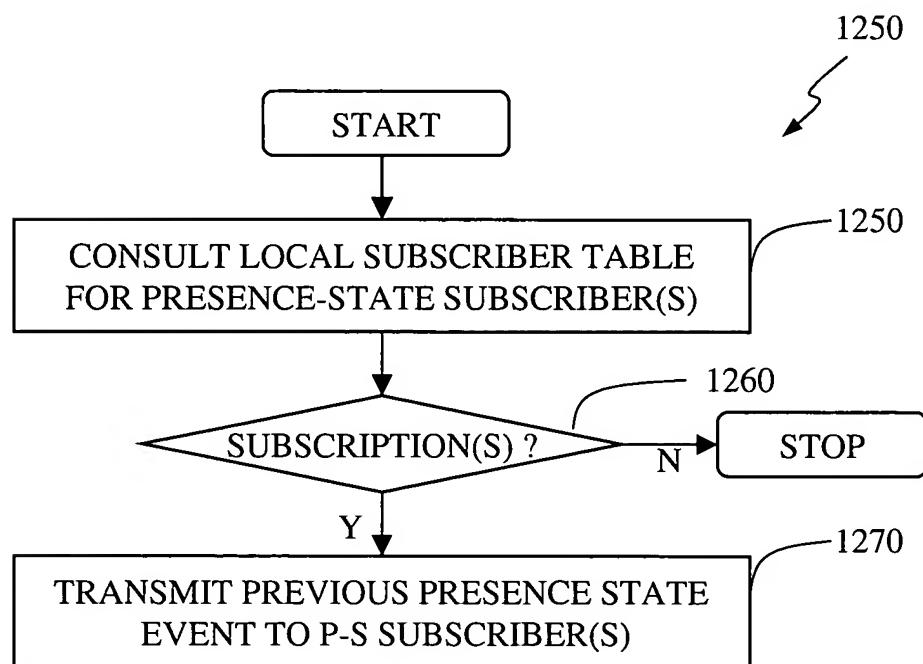 1250
START
1250
CONSULT LOCAL SUBSCRIBER TABLE
FOR PRESENCE-STATE SUBSCRIBER(S)
1260
SUBSCRIPTION(S) ?
N
STOP
Y
1270
TRANSMIT PREVIOUS PRESENCE STATE
EVENT TO P-S SUBSCRIBER(S)